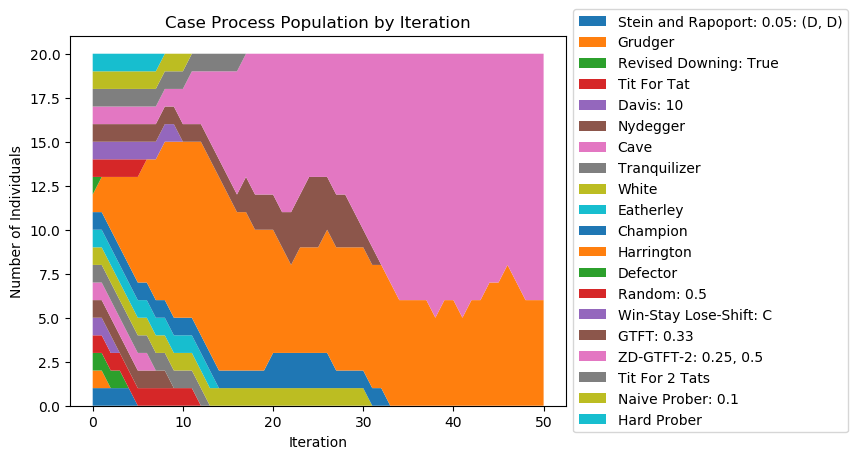 Case Process Population by Iteration
20.0
17.5
15.0
12.5
10.0
7.5
5.0
2.5
0.0
Number of Individuals
0
10
20
30
40
50
Iteration
Stein and Rapoport: 0.05: (D, D)
Grudger
Revised Downing: True
Tit For Tat
Davis: 10
Nydegger
Cave
Tranquilizer
White
Eatherley
Champion
Harrington
Defector
Random: 0.5
Win-Stay Lose-Shift: C
GTFT: 0.33
ZD-GTFT-2: 0.25, 0.5
Tit For 2 Tats
Naive Prober: 0.1
Hard Prober